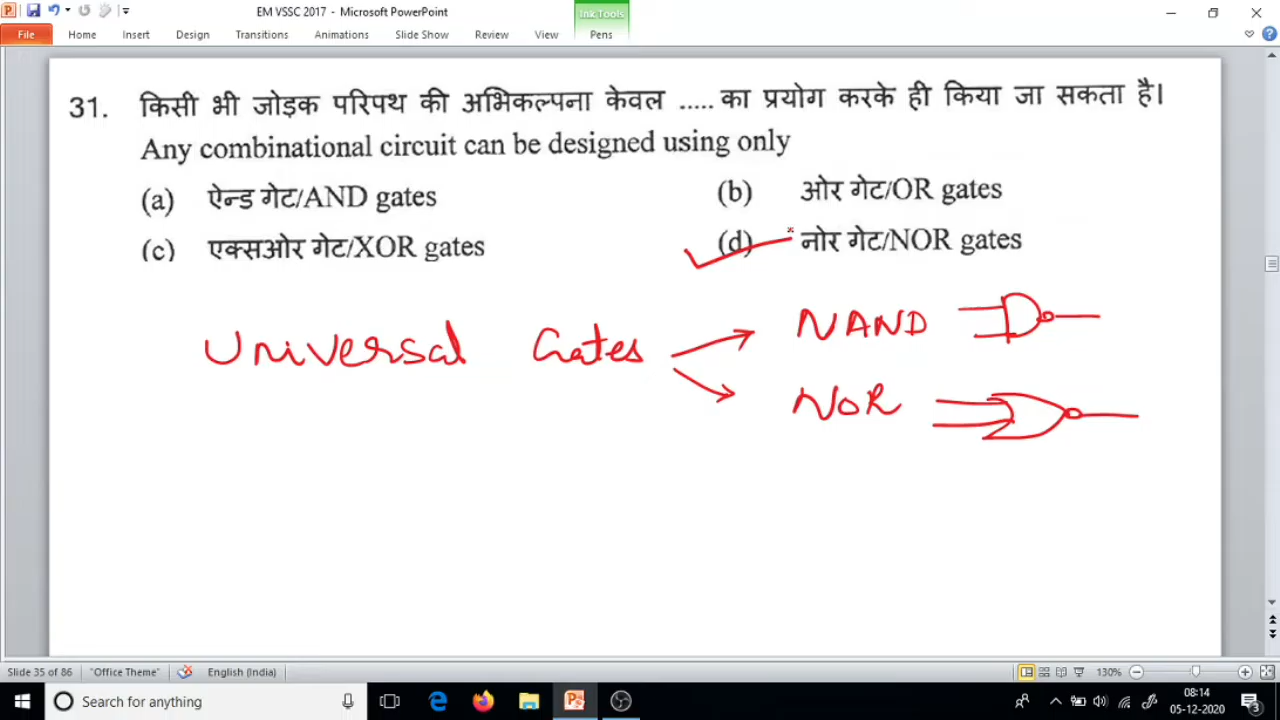 EM VSSC 2017 - Microsoft PowerPoint
Ink Tools
File Home Insert Design Transitions Animations Slide Show Review View Pens
31. किसी भी जोड़क परिपथ की अभिकल्पना केवल ..... का प्रयोग करके ही किया जा सकता है।
Any combinational circuit can be designed using only
(a) ऐन्ड गेट/AND gates (b) ओर गेट/OR gates
(c) एक्सओर गेट/XOR gates (d) नोर गेट/NOR gates
Universal Gates NAND
NOR
Slide 35 of 86 "Office Theme" English (India) 130%
Search for anything
08:14
05-12-2020
3